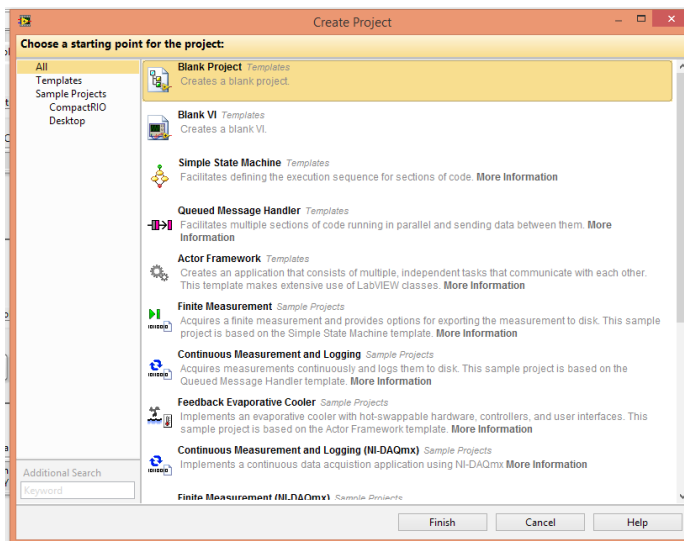 Create Project
Choose a starting point for the project:
All
Templates
Sample Projects
CompactRIO
Desktop
Blank Project Templates
Creates a blank project.
Blank VI Templates
Creates a blank VI.
Simple State Machine Templates
Facilitates defining the execution sequence for sections of code. More Information
Queued Message Handler Templates
Facilitates multiple sections of code running in parallel and sending data between them. More
Information
Actor Framework Templates
Creates an application that consists of multiple, independent tasks that communicate with each other.
This template makes extensive use of LabVIEW classes. More Information
Finite Measurement Sample Projects
Acquires a finite measurement and provides options for exporting the measurement to disk. This sample
project is based on the Simple State Machine template. More Information
Continuous Measurement and Logging Sample Projects
Acquires measurements continuously and logs them to disk. This sample project is based on the
Queued Message Handler template. More Information
Feedback Evaporative Cooler Sample Projects
Implements an evaporative cooler with hot-swappable hardware, controllers, and user interfaces. This
sample project is based on the Actor Framework template. More Information
Continuous Measurement and Logging (NI-DAQmx) Sample Projects
Implements a continuous data acquistion application using NI-DAQmx More Information
Finite Measurement (NI-DAQmx) Sample Projects
Additional Search
Keyword
Finish
Cancel
Help